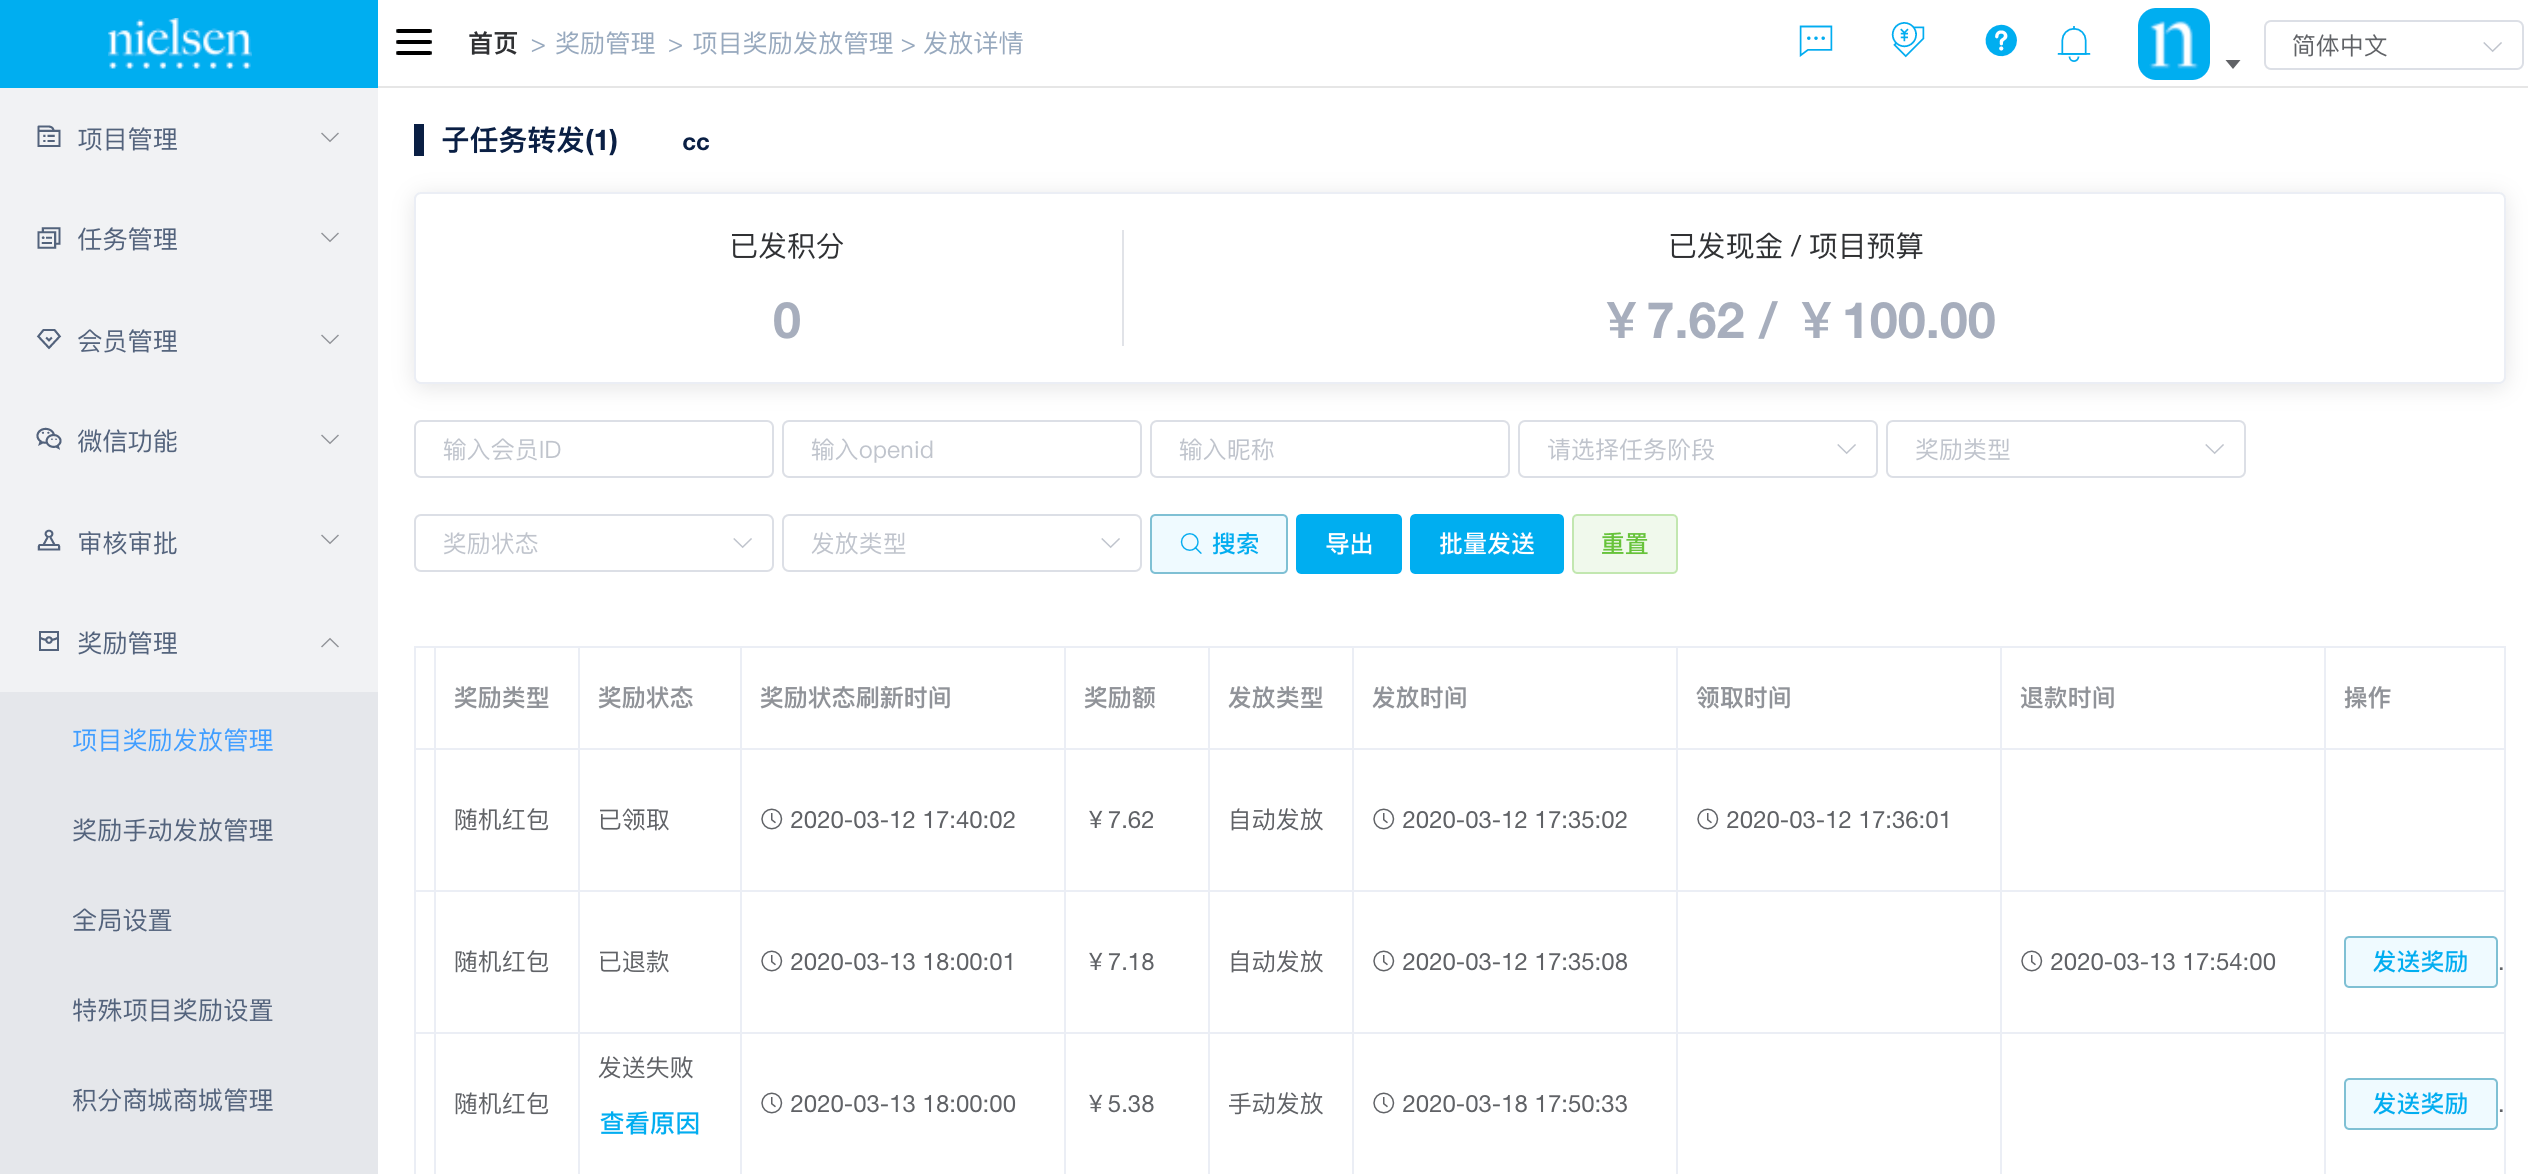 nielsen
首页 > 奖励管理 > 项目奖励发放管理 > 发放详情
n
简体中文
项目管理
任务管理
会员管理
微信功能
审核审批
奖励管理
项目奖励发放管理
奖励手动发放管理
全局设置
特殊项目奖励设置
积分商城商城管理
子任务转发(1) cc
已发积分
0
已发现金 / 项目预算
¥ 7.62 / ¥ 100.00
输入会员ID 输入openid 输入昵称 请选择任务阶段 奖励类型
奖励状态 发放类型 搜索 导出 批量发送 重置
奖励类型 奖励状态 奖励状态刷新时间 奖励额 发放类型 发放时间 领取时间 退款时间 操作
随机红包 已领取 2020-03-12 17:40:02 ¥ 7.62 自动发放 2020-03-12 17:35:02 2020-03-12 17:36:01
随机红包 已退款 2020-03-13 18:00:01 ¥ 7.18 自动发放 2020-03-12 17:35:08 2020-03-13 17:54:00 发送奖励
随机红包 发送失败 2020-03-13 18:00:00 ¥ 5.38 手动发放 2020-03-18 17:50:33 发送奖励
查看原因